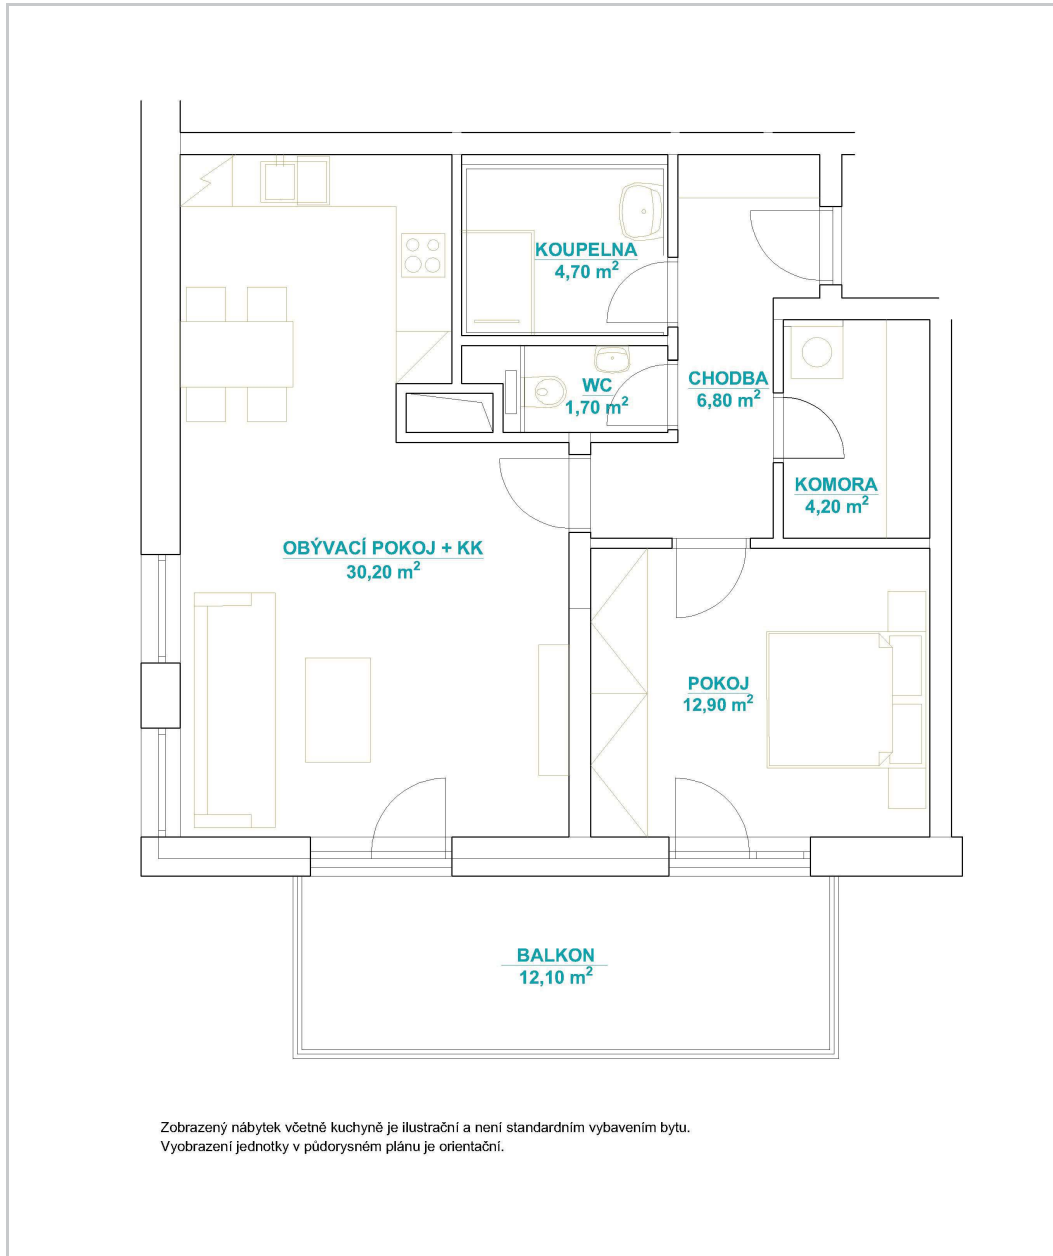 KOUPELNA
4,70 m²
WC
1,70 m²
CHODBA
6,80 m²
KOMORA
4,20 m²
OBÝVACÍ POKOJ + KK
30,20 m²
POKOJ
12,90 m²
BALKON
12,10 m²
Zobrazený nábytek včetně kuchyně je ilustrační a není standardním vybavením bytu.
Vyobrazení jednotky v půdorysném plánu je orientační.